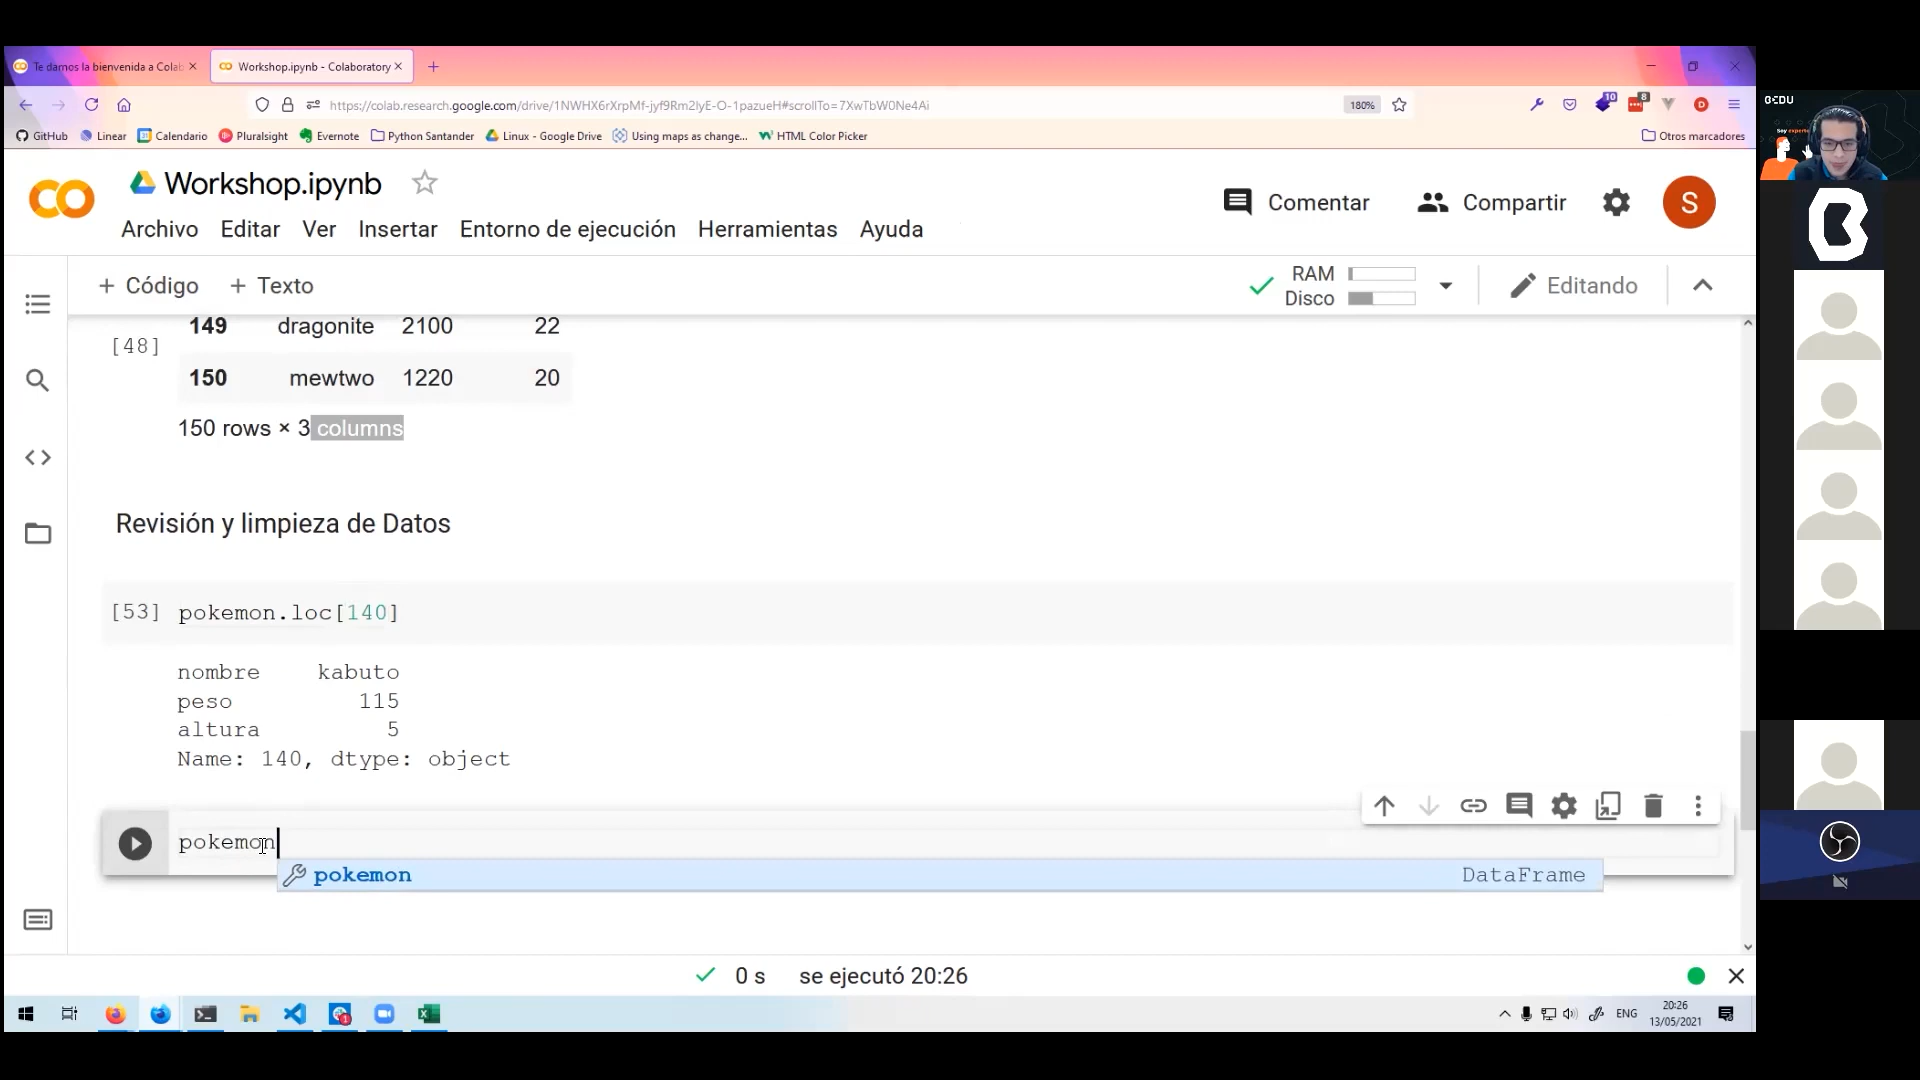 Te damos la bienvenida a Colab
Workshop.ipynb - Colaboratory
https://colab.research.google.com/drive/1NWHX6rXrpMf-jyf9Rm2lyE-O-1pazueH#scrollTo=7XwTbW0Ne4Ai
180%
10
8
D
GitHub
Linear
Calendario
Pluralsight
Evernote
Python Santander
Linux - Google Drive
Using maps as change...
HTML Color Picker
Otros marcadores
BEDU
Workshop.ipynb
Comentar
Compartir
S
Archivo Editar Ver Insertar Entorno de ejecución Herramientas Ayuda
+ Código + Texto
RAM
Disco
Editando
149 dragonite 2100 22
[48]
150 mewtwo 1220 20
150 rows × 3 columns
Revisión y limpieza de Datos
[53] pokemon.loc[140]
nombre kabuto
peso 115
altura 5
Name: 140, dtype: object
pokemon
pokemon DataFrame
0 s se ejecutó 20:26
ENG
20:26
13/05/2021